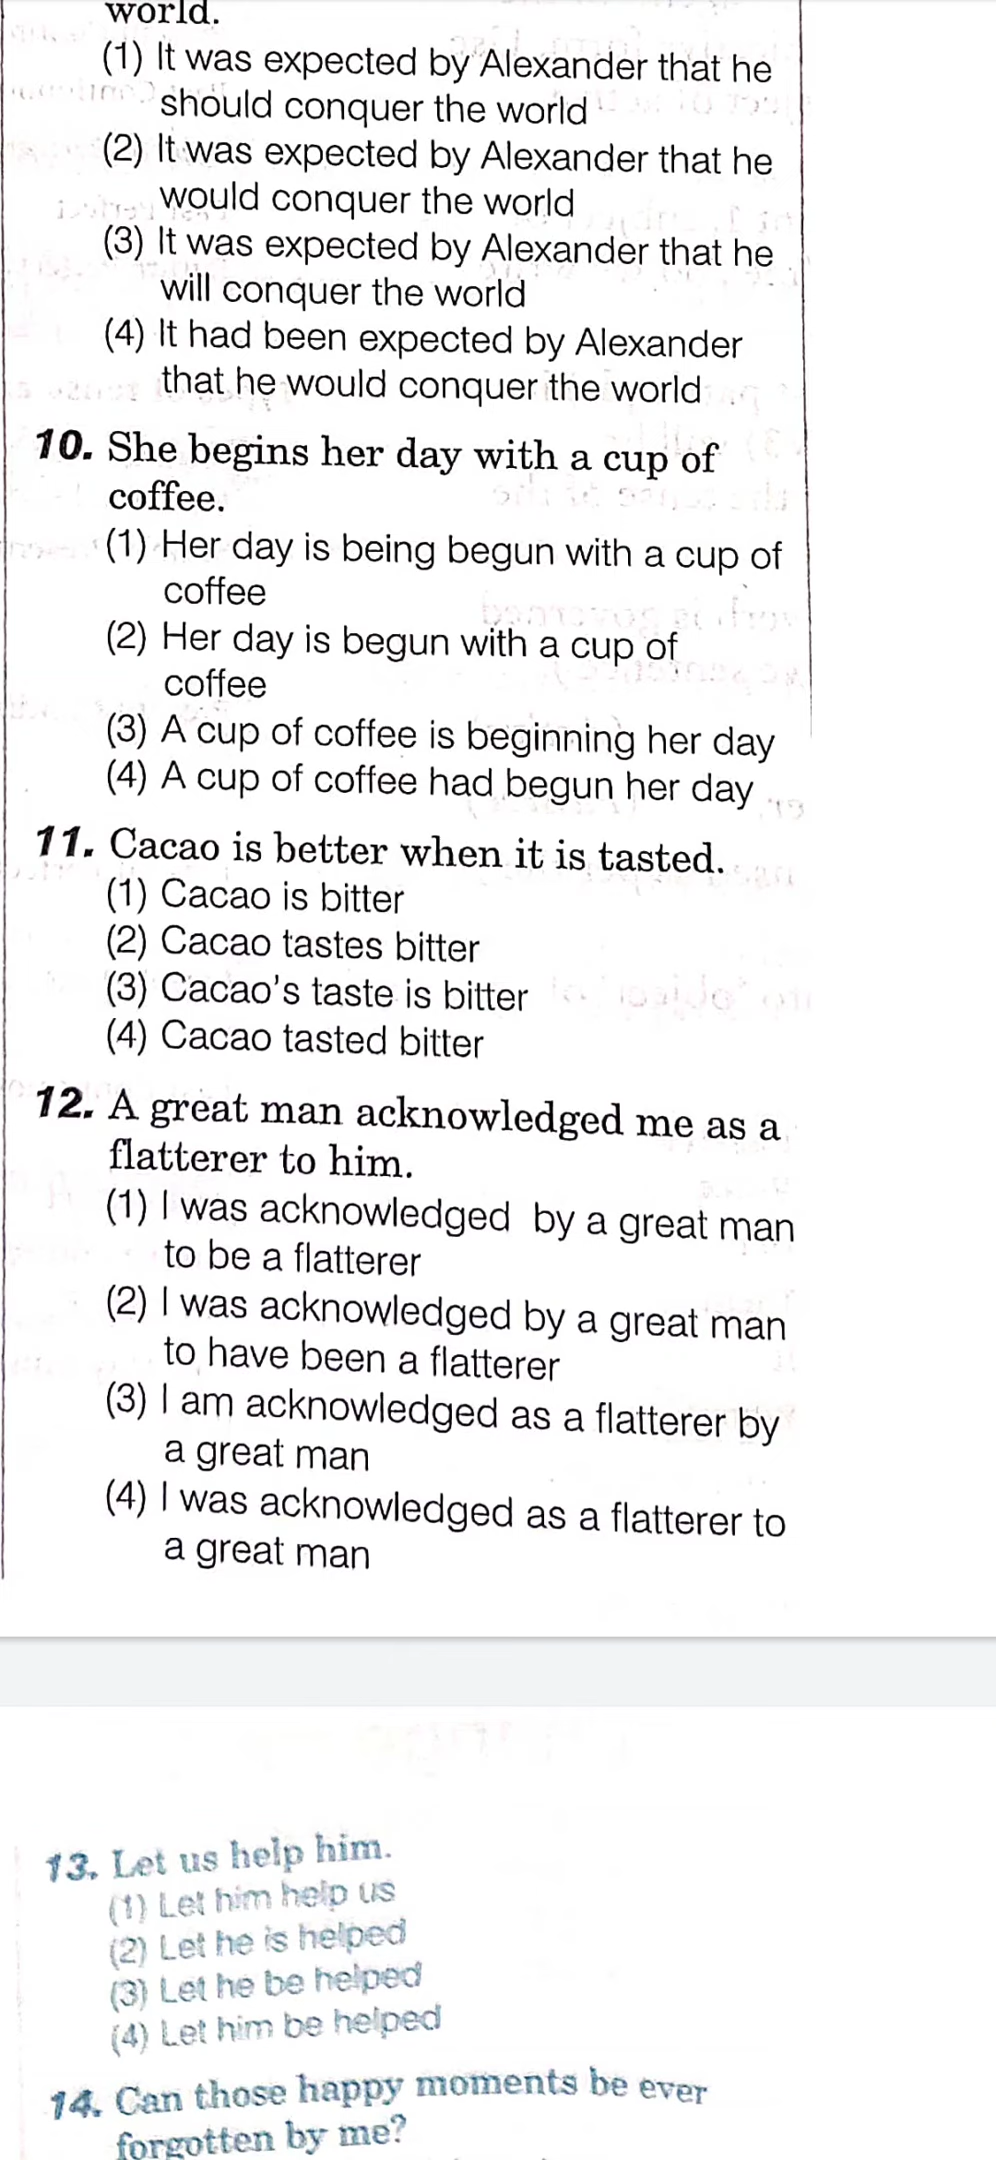 world.
(1) It was expected by Alexander that he
should conquer the world
(2) It was expected by Alexander that he
would conquer the world
(3) It was expected by Alexander that he
will conquer the world
(4) It had been expected by Alexander
that he would conquer the world
10. She begins her day with a cup of
coffee.
(1) Her day is being begun with a cup of
coffee
(2) Her day is begun with a cup of
coffee
(3) A cup of coffee is beginning her day
(4) A cup of coffee had begun her day
11. Cacao is better when it is tasted.
(1) Cacao is bitter
(2) Cacao tastes bitter
(3) Cacao's taste is bitter
(4) Cacao tasted bitter
12. A great man acknowledged me as a
flatterer to him.
(1) I was acknowledged by a great man
to be a flatterer
(2) I was acknowledged by a great man
to have been a flatterer
(3) I am acknowledged as a flatterer by
a great man
(4) I was acknowledged as a flatterer to
a great man
13. Let us help him.
(1) Let him help us
(2) Let he is helped
(3) Let he be helped
(4) Let him be helped
14. Can those happy moments be ever
forgotten by me?